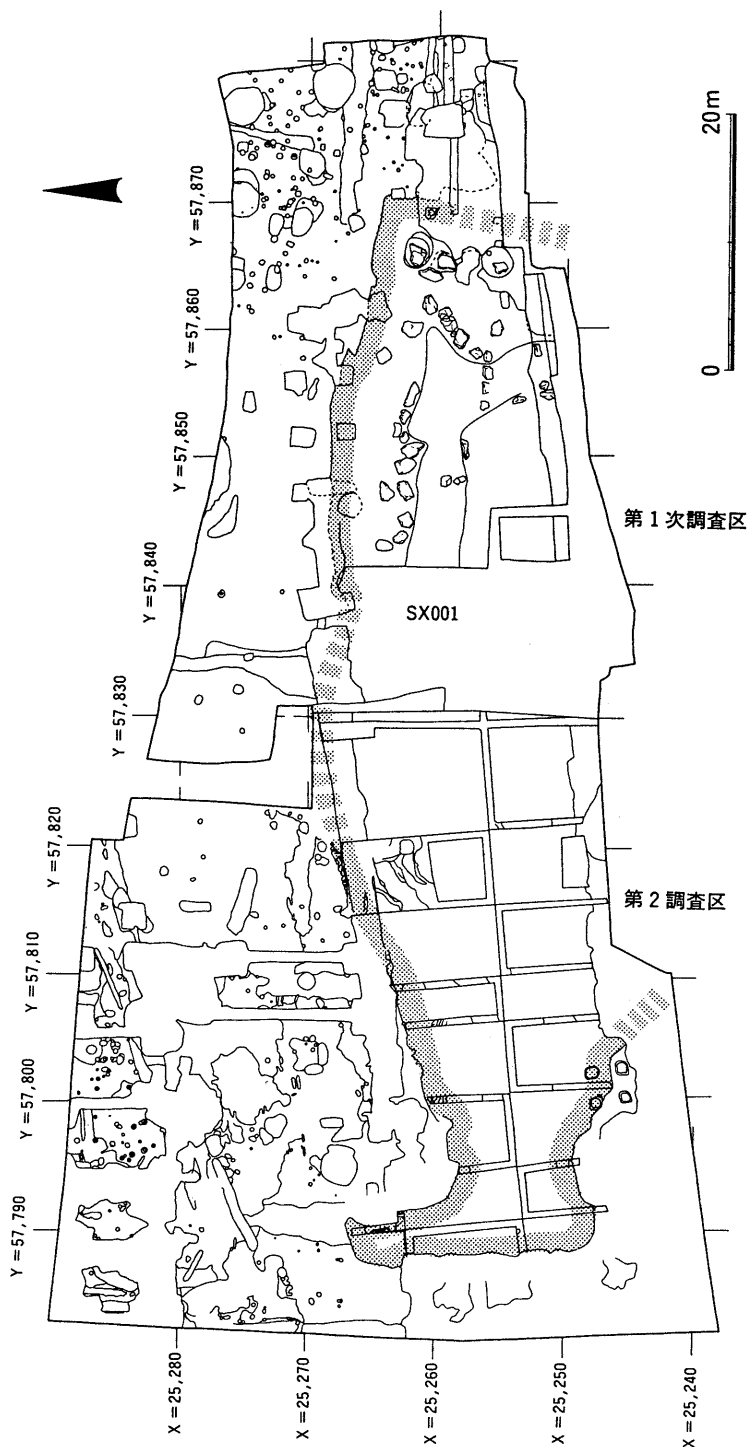 Y = 57,870
Y = 57,860
Y = 57,850
Y = 57,840
Y = 57,830
Y = 57,820
Y = 57,810
Y = 57,800
Y = 57,790
X = 25,280
X = 25,270
X = 25,260
X = 25,250
X = 25,240
第1次調査区
SX001
第2調査区
0
20m